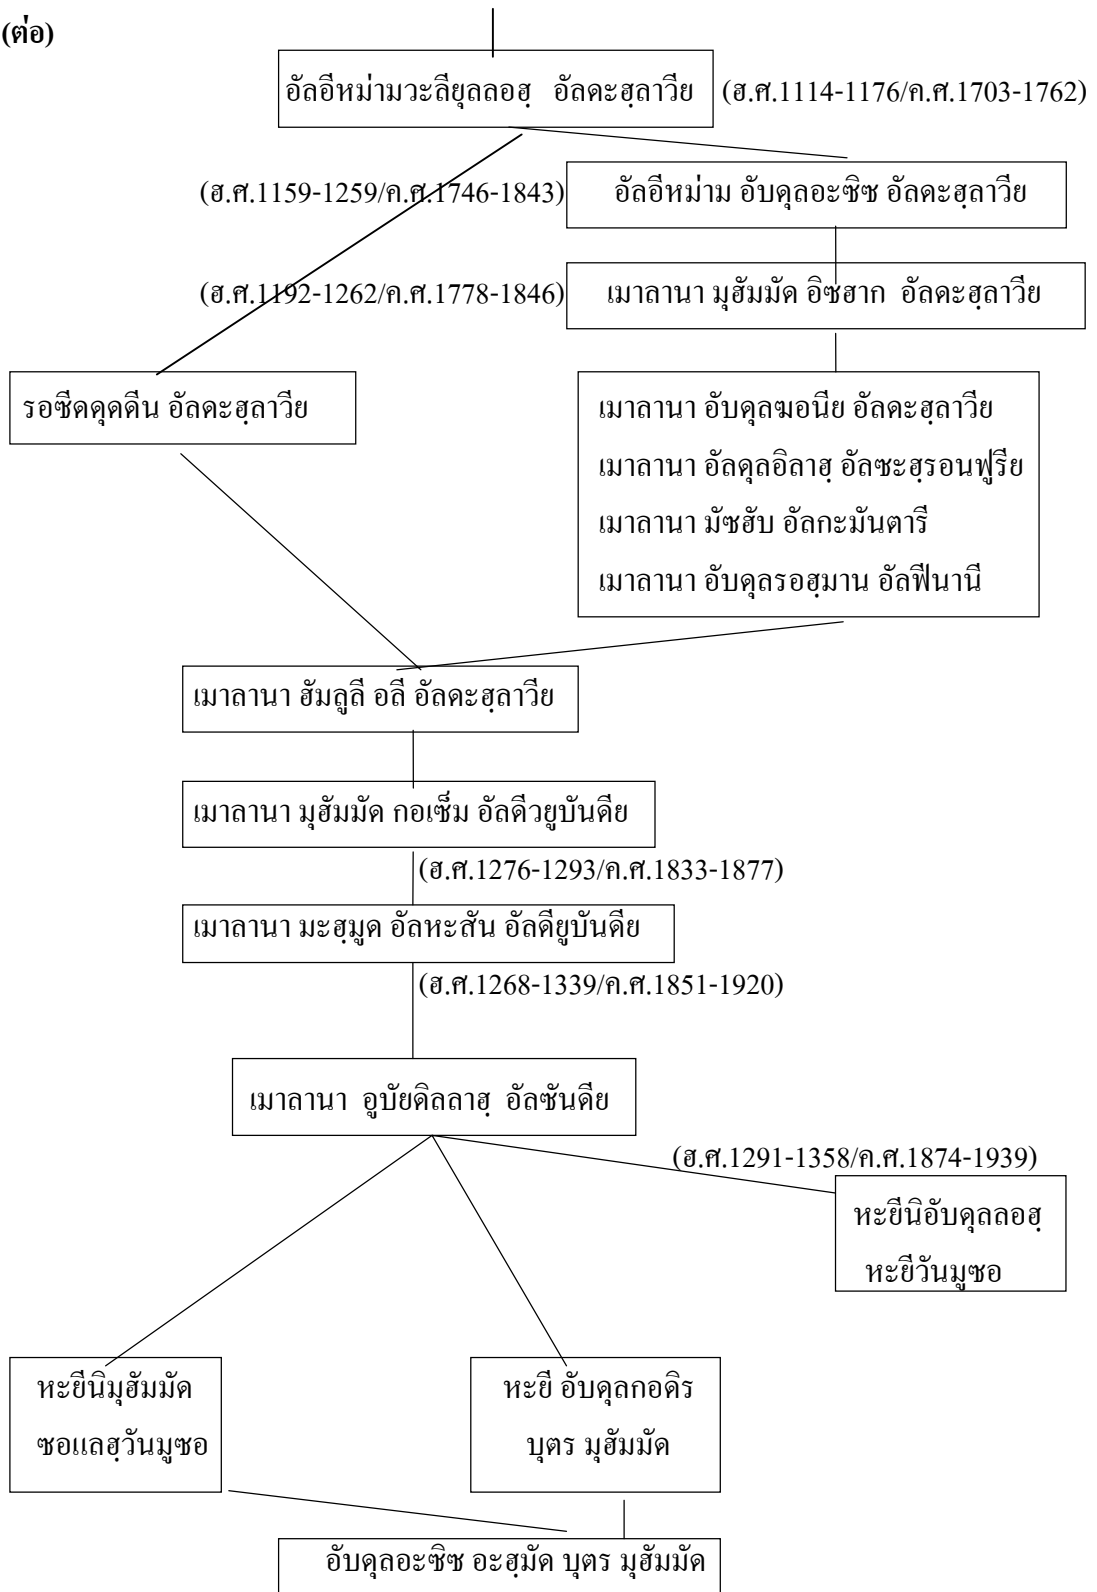 (ต่อ)
อัลอีหม่ามวะลียุลลอฮฺ อัลดะฮฺลาวีย (ฮ.ศ.1114-1176/ค.ศ.1703-1762)
(ฮ.ศ.1159-1259/ค.ศ.1746-1843) อัลอีหม่าม อับดุลอะซิซ อัลดะฮฺลาวีย
(ฮ.ศ.1192-1262/ค.ศ.1778-1846) เมาลานา มุฮัมมัด อิซฮาก อัลดะฮฺลาวีย
รอซีดดุดดีน อัลดะฮฺลาวีย
เมาลานา อับดุลฆอนีย อัลดะฮฺลาวีย
เมาลานา อัลดุลอิลาฮฺ อัลซะฮฺรอนฟูรีย
เมาลานา มัซฮับ อัลกะมันตารี
เมาลานา อับดุลรอฮฺมาน อัลฟีนานี
เมาลานา ฮัมลูลี อลี อัลดะฮฺลาวีย
เมาลานา มุฮัมมัด กอเซ็ม อัลดีวยูบันดีย
(ฮ.ศ.1276-1293/ค.ศ.1833-1877)
เมาลานา มะฮฺมูด อัลหะสัน อัลดียูบันดีย
(ฮ.ศ.1268-1339/ค.ศ.1851-1920)
เมาลานา อูบัยดิลลาฮฺ อัลซันดีย
(ฮ.ศ.1291-1358/ค.ศ.1874-1939)
หะยีนิอับดุลลอฮฺ
หะยีวันมูซอ
หะยีนิมุฮัมมัด
ซอแลฮฺวันมูซอ
หะยี อับดุลกอดิร
บุตร มุฮัมมัด
อับดุลอะซิซ อะฮฺมัด บุตร มุฮัมมัด